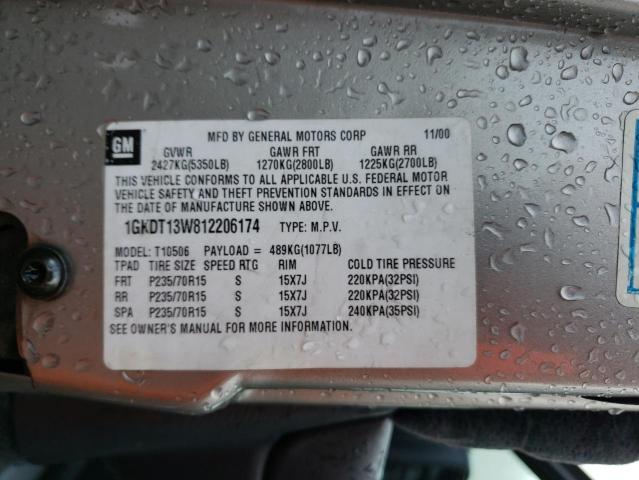 GM
MFD BY GENERAL MOTORS CORP 11/00
GVWR GAWR FRT GAWR RR
2427KG(5350LB) 1270KG(2800LB) 1225KG(2700LB)
THIS VEHICLE CONFORMS TO ALL APPLICABLE U.S. FEDERAL MOTOR
VEHICLE SAFETY AND THEFT PREVENTION STANDARDS IN EFFECT ON
THE DATE OF MANUFACTURE SHOWN ABOVE.
1GKDT13W812206174 TYPE: M.P.V.
MODEL: T10506 PAYLOAD = 489KG(1077LB)
TPAD TIRE SIZE SPEED RTG RIM COLD TIRE PRESSURE
FRT P235/70R15 S 15X7J 220KPA(32PSI)
RR P235/70R15 S 15X7J 220KPA(32PSI)
SPA P235/70R15 S 15X7J 240KPA(35PSI)
SEE OWNER'S MANUAL FOR MORE INFORMATION.